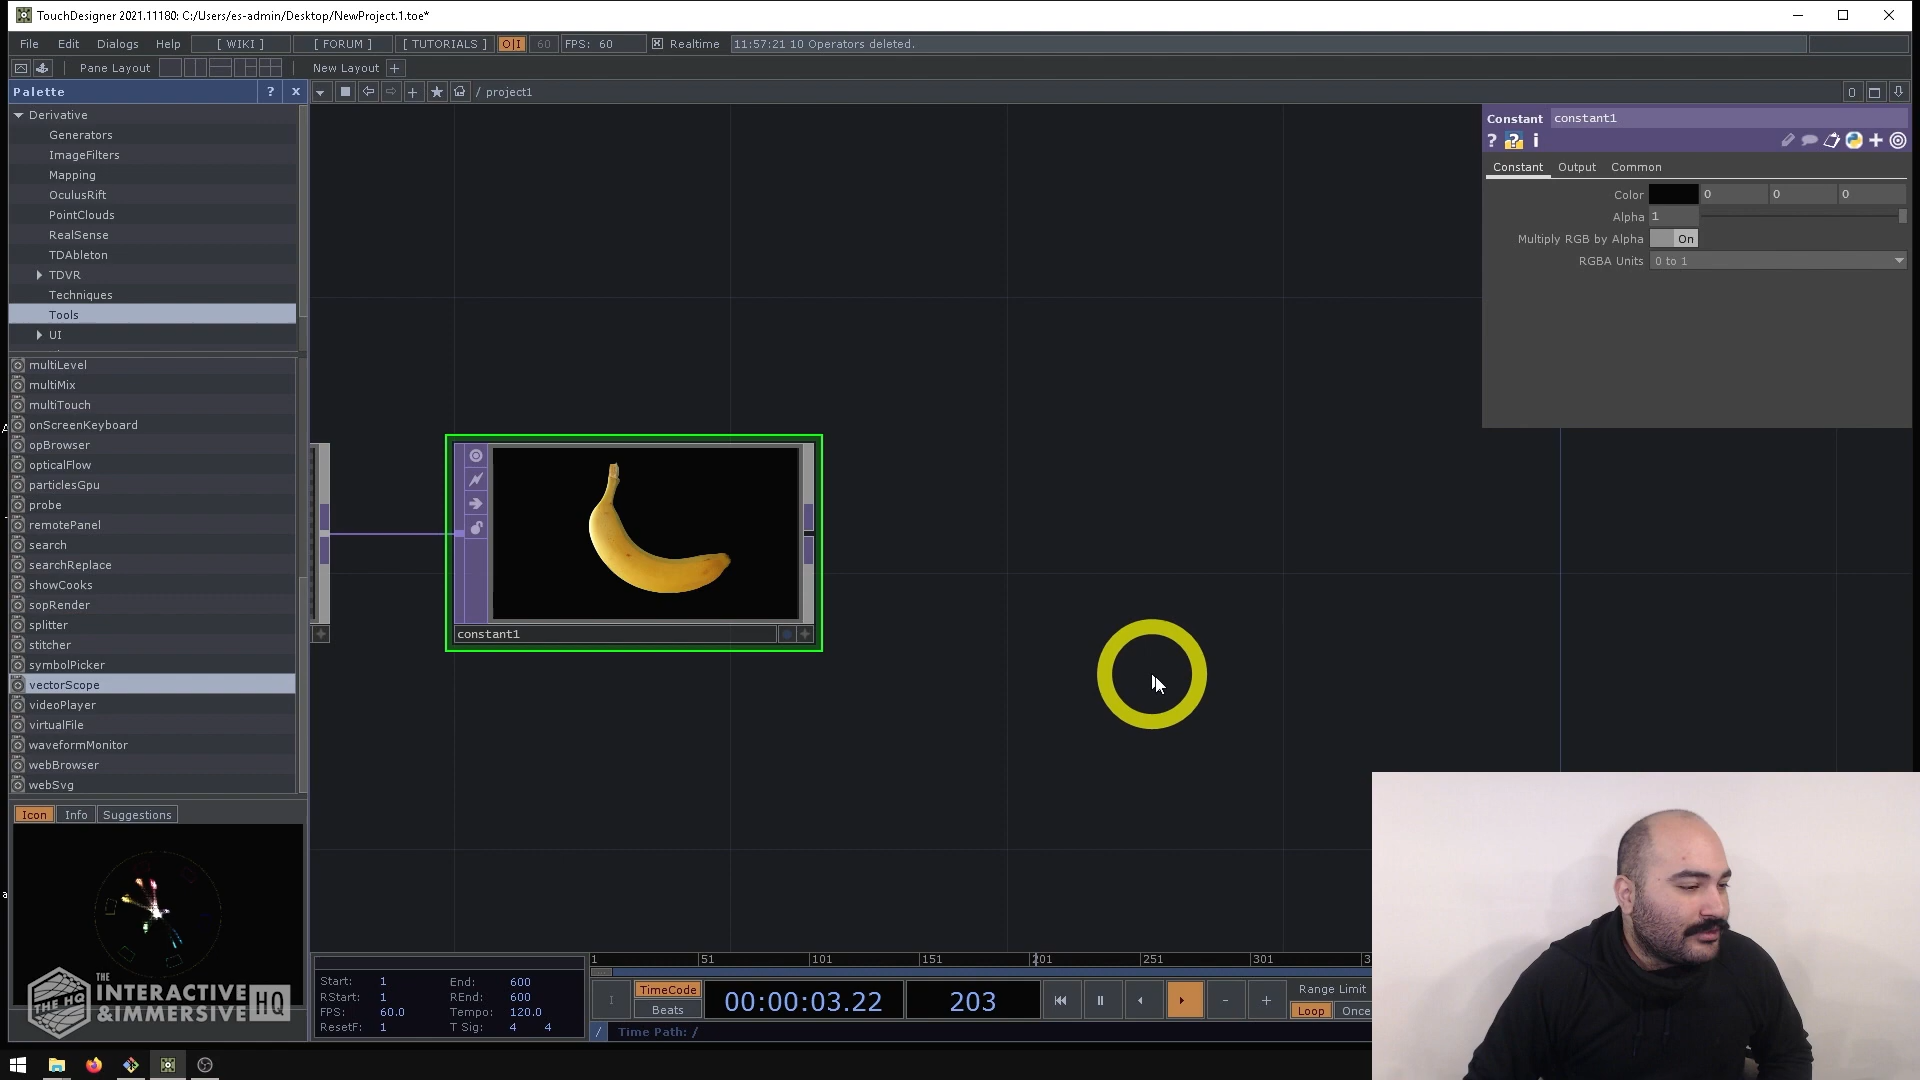 TouchDesigner 2021.11180: C:/Users/es-admin/Desktop/NewProject.1.toe*
File Edit Dialogs Help [ WIKI ] [ FORUM ] [ TUTORIALS ] O|I 60 FPS: 60 Realtime 11:57:21 10 Operators deleted.
Pane Layout New Layout +
Palette ? x / project1 0
Derivative
Generators
ImageFilters
Mapping
OculusRift
PointClouds
RealSense
TDAbleton
TDVR
Techniques
Tools
UI
multiLevel
multiMix
multiTouch
onScreenKeyboard
opBrowser
opticalFlow
particlesGpu
probe
remotePanel
search
searchReplace
showCooks
sopRender
splitter
stitcher
symbolPicker
vectorScope
videoPlayer
virtualFile
waveformMonitor
webBrowser
webSvg
Icon Info Suggestions
THE HQ
THE
INTERACTIVE
&IMMERSIVE HQ
constant1
Constant constant1
? ? i
Constant Output Common
Color 0 0 0
Alpha 1
Multiply RGB by Alpha On
RGBA Units 0 to 1
Start: 1 End: 600
RStart: 1 REnd: 600
FPS: 60.0 Tempo: 120.0
ResetF: 1 T Sig: 4 4
1 51 101 151 201 251 301 3
TimeCode
Beats
00:00:03.22 203
Range Limit
Loop Once
/ Time Path: /